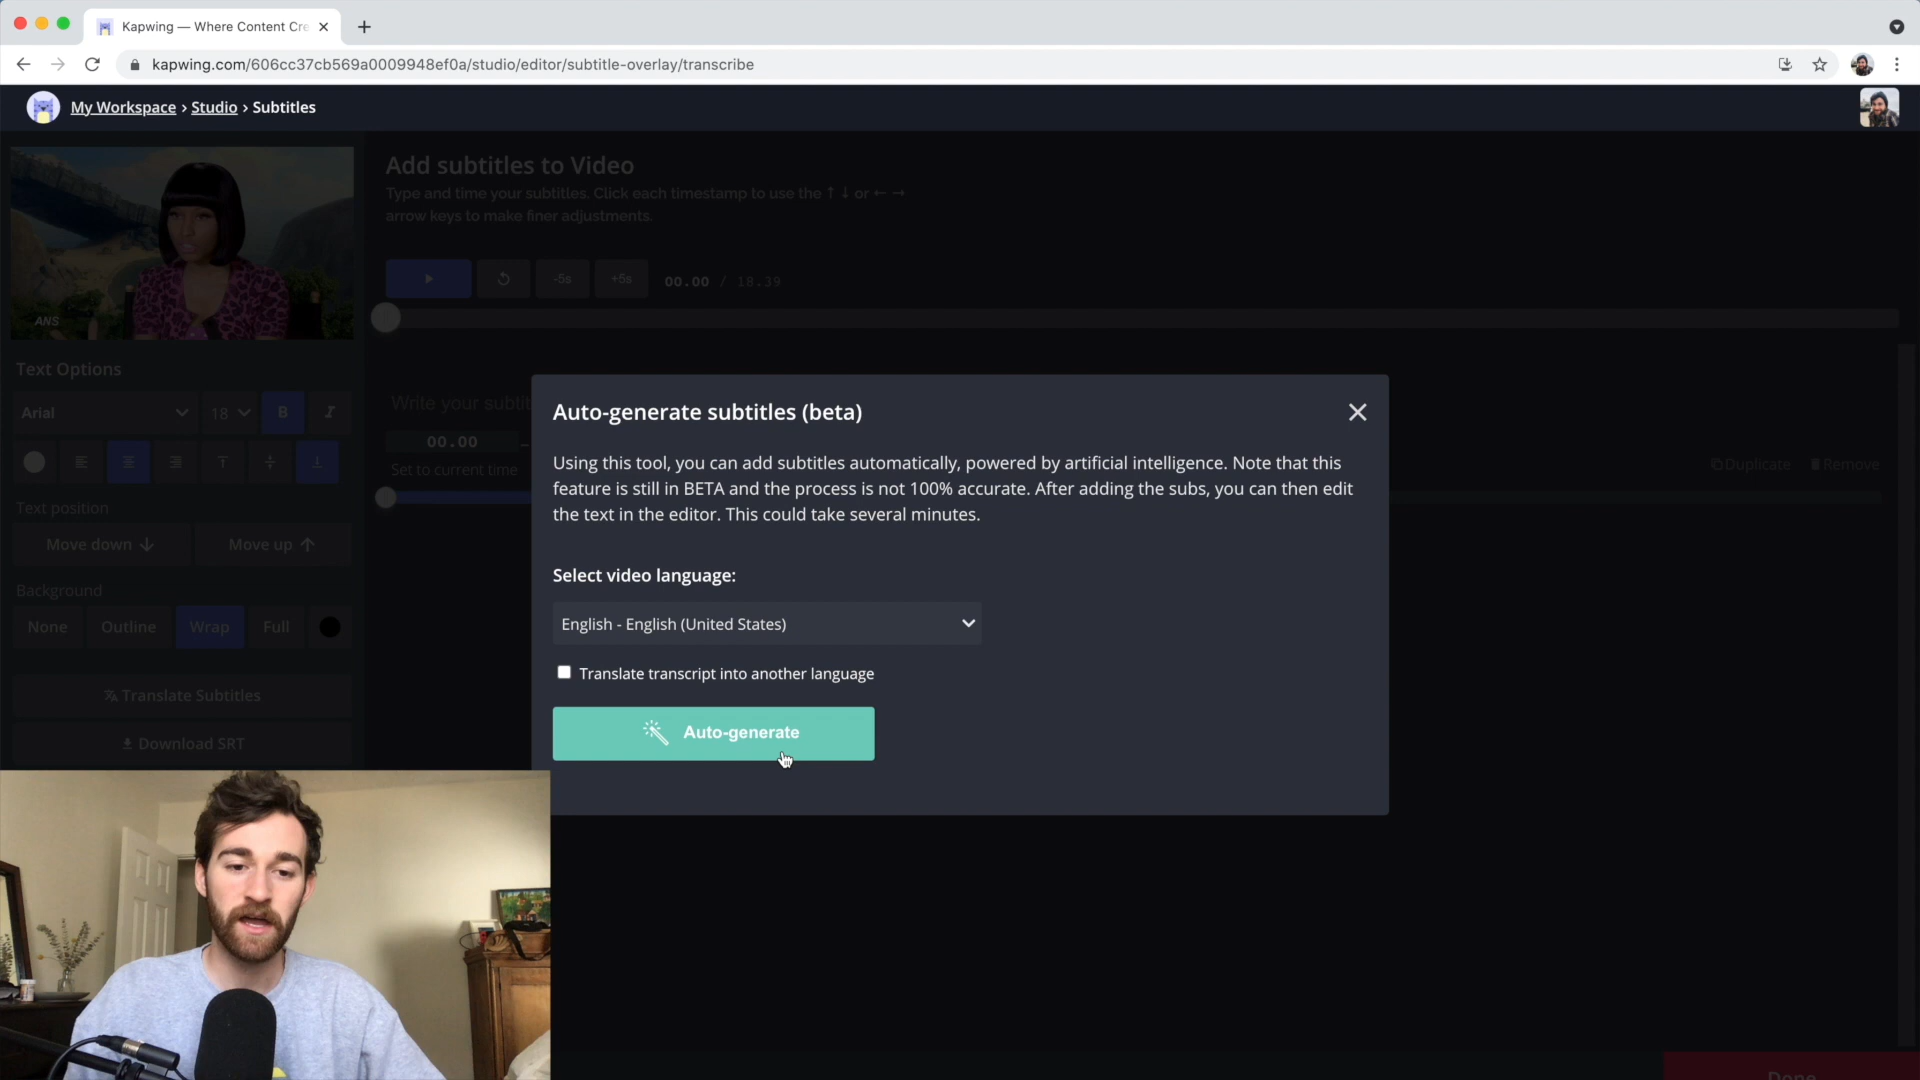 Kapwing — Where Content Cre
kapwing.com/606cc37cb569a0009948ef0a/studio/editor/subtitle-overlay/transcribe
My Workspace › Studio › Subtitles
Add subtitles to Video
Type and time your subtitles. Click each timestamp to use the ↑ ↓ or ← →
arrow keys to make finer adjustments.
-5s
+5s
00.00 / 18.39
ANS
Text Options
Arial
18
B
I
Text position
Move down ↓
Move up ↑
Background
None
Outline
Wrap
Full
Translate Subtitles
Download SRT
Write your subtit
00.00
Set to current time
Duplicate
Remove
Auto-generate subtitles (beta)
Using this tool, you can add subtitles automatically, powered by artificial intelligence. Note that this
feature is still in BETA and the process is not 100% accurate. After adding the subs, you can then edit
the text in the editor. This could take several minutes.
Select video language:
English - English (United States)
Translate transcript into another language
Auto-generate
Done